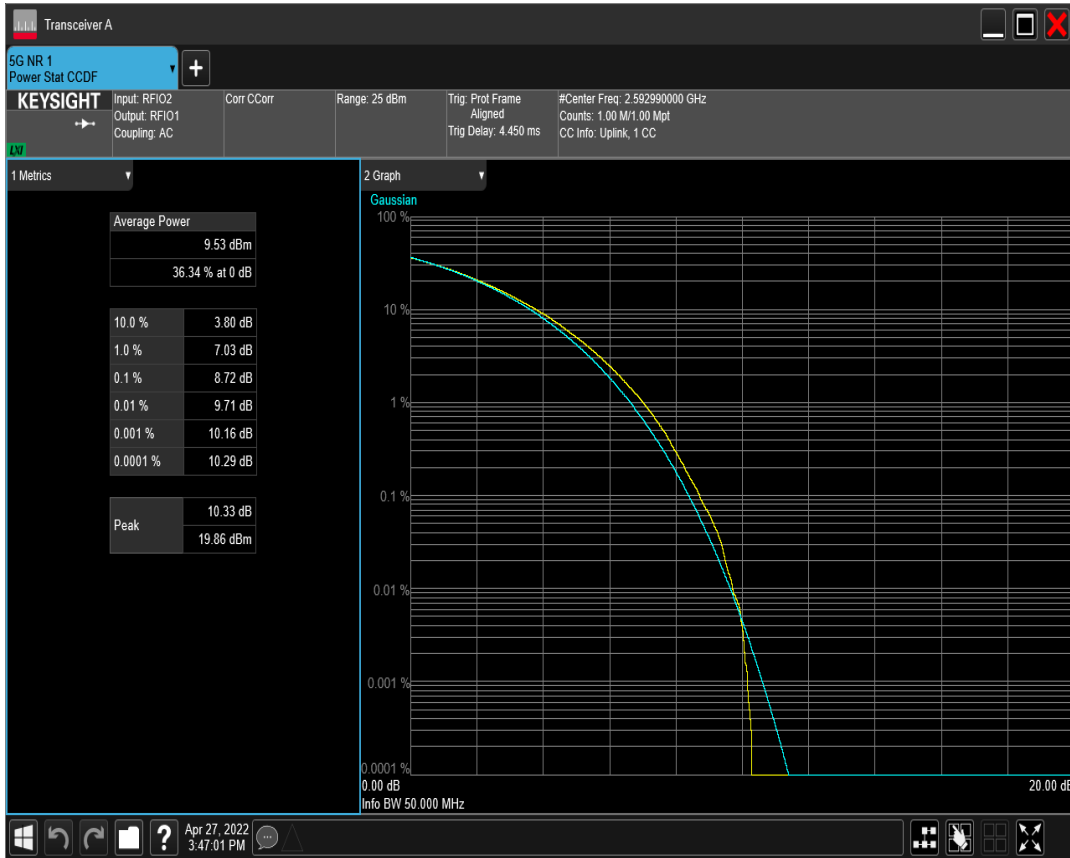 Transceiver A
5G NR 1
Power Stat CCDF
+
KEYSIGHT
LXI
Input: RFIO2
Output: RFIO1
Coupling: AC
Corr CCorr
Range: 25 dBm
Trig: Prot Frame
Aligned
Trig Delay: 4.450 ms
#Center Freq: 2.592990000 GHz
Counts: 1.00 M/1.00 Mpt
CC Info: Uplink, 1 CC
1 Metrics
Average Power
9.53 dBm
36.34 % at 0 dB
10.0 % 3.80 dB
1.0 % 7.03 dB
0.1 % 8.72 dB
0.01 % 9.71 dB
0.001 % 10.16 dB
0.0001 % 10.29 dB
Peak
10.33 dB
19.86 dBm
2 Graph
Gaussian
100 %
10 %
1 %
0.1 %
0.01 %
0.001 %
0.0001 %
0.00 dB 20.00 dB
Info BW 50.000 MHz
?
Apr 27, 2022
3:47:01 PM